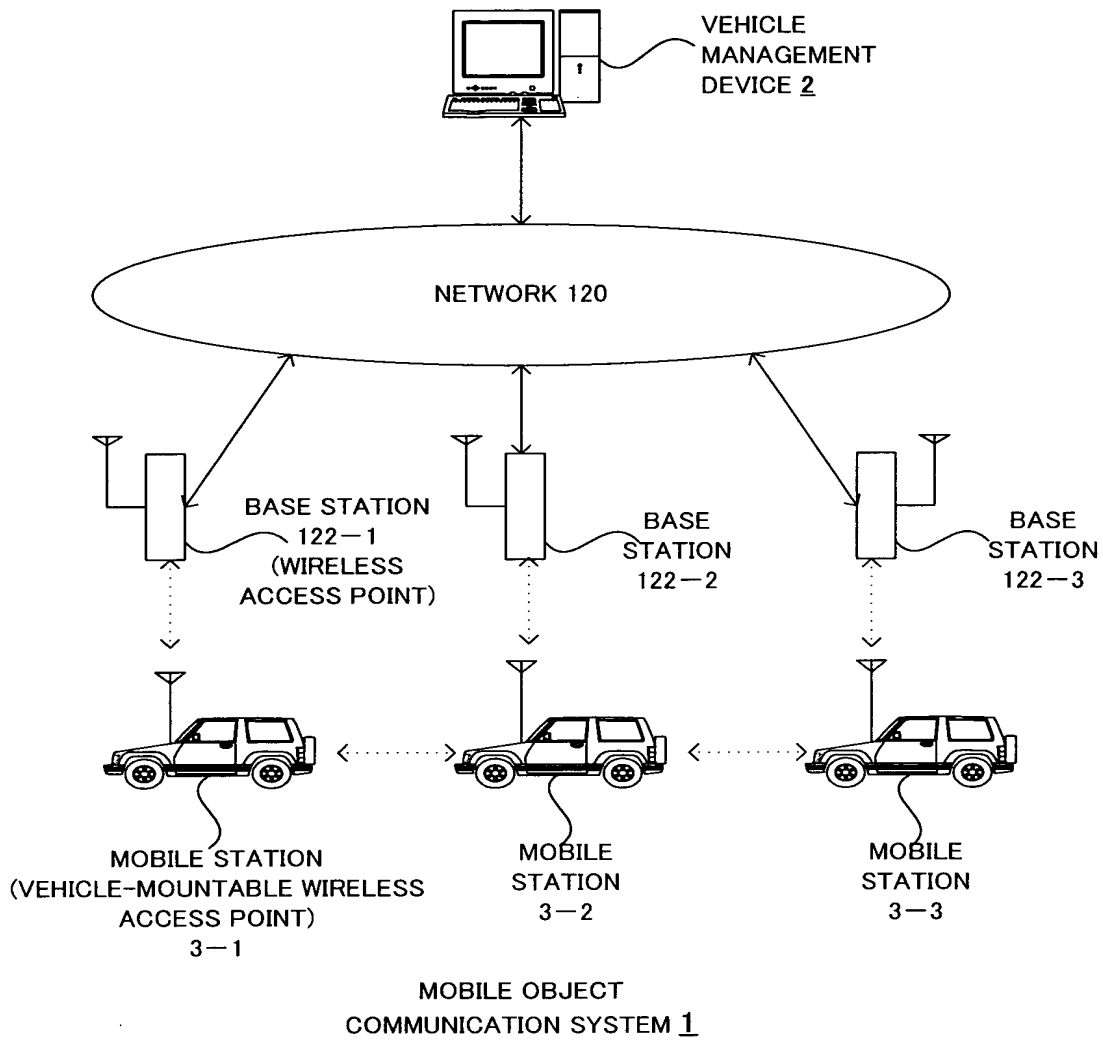 VEHICLE
MANAGEMENT
DEVICE 2
NETWORK 120
BASE STATION
122-1
(WIRELESS
ACCESS POINT)
BASE
STATION
122-2
BASE
STATION
122-3
MOBILE STATION
(VEHICLE-MOUNTABLE WIRELESS
ACCESS POINT)
3-1
MOBILE
STATION
3-2
MOBILE
STATION
3-3
MOBILE OBJECT
COMMUNICATION SYSTEM 1